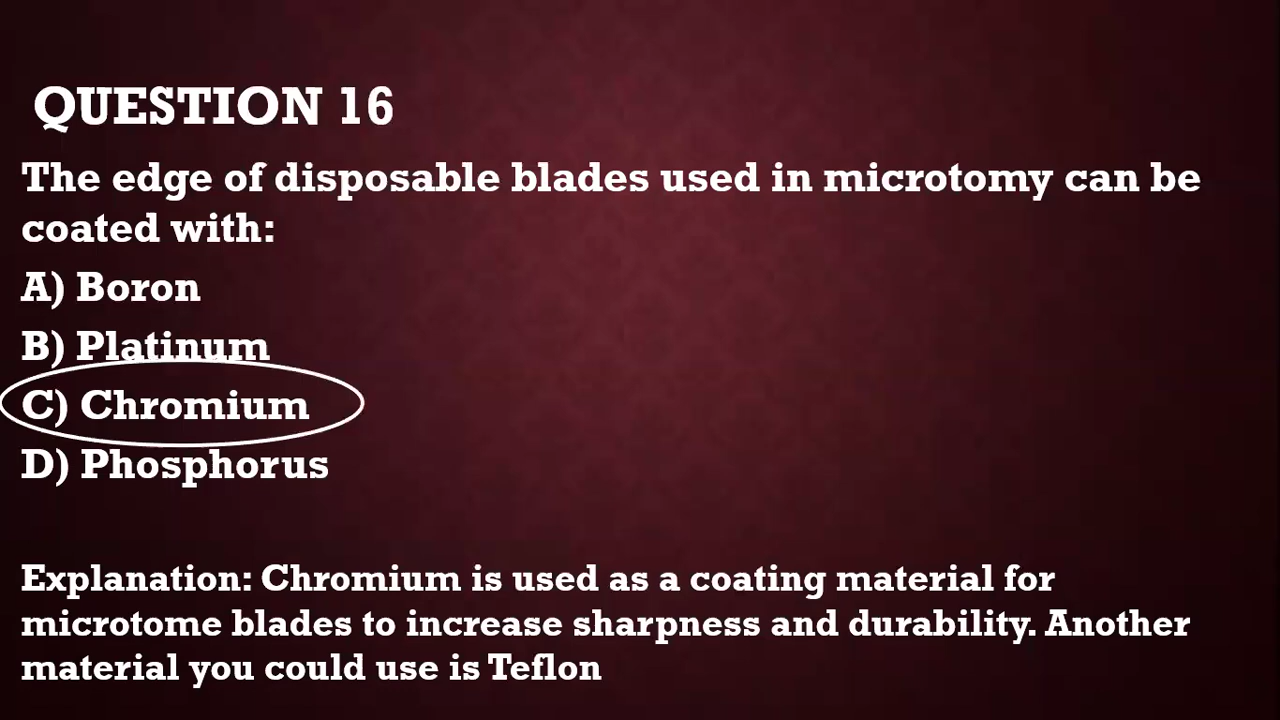 QUESTION 16
The edge of disposable blades used in microtomy can be
coated with:
A) Boron
B) Platinum
C) Chromium
D) Phosphorus
Explanation: Chromium is used as a coating material for
microtome blades to increase sharpness and durability. Another
material you could use is Teflon